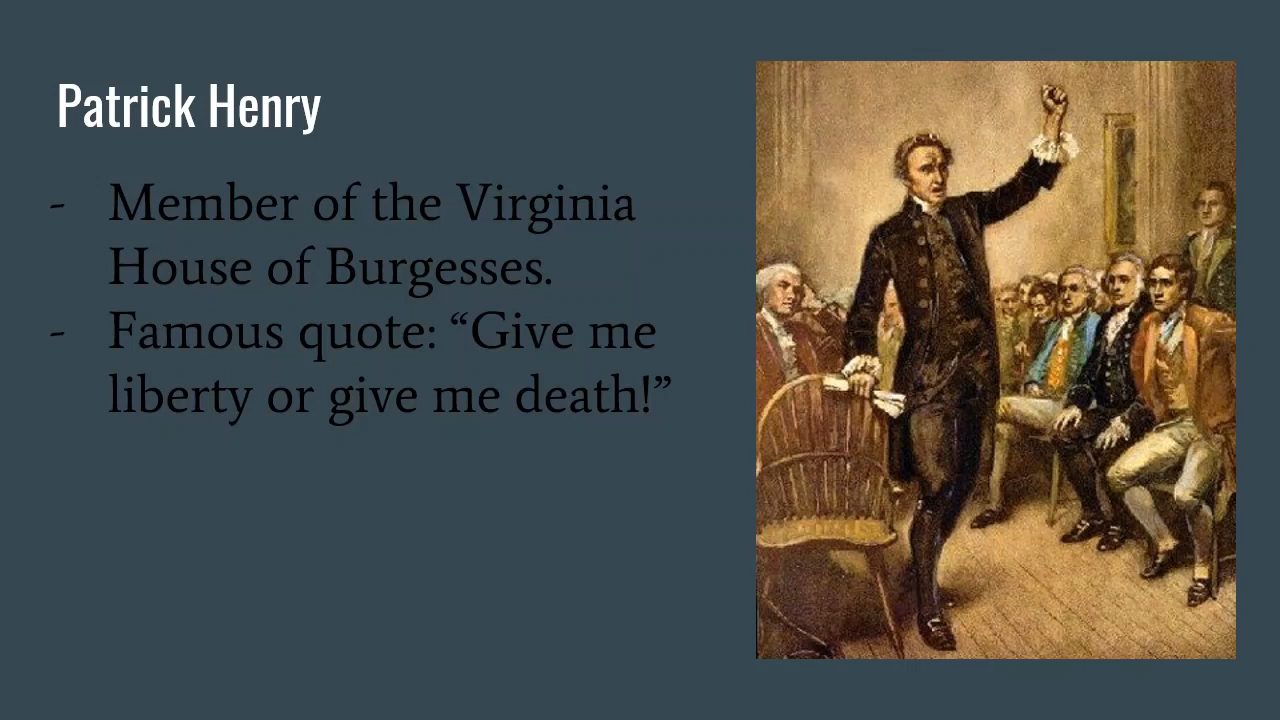 Patrick Henry
- Member of the Virginia
House of Burgesses.
- Famous quote: “Give me
liberty or give me death!”